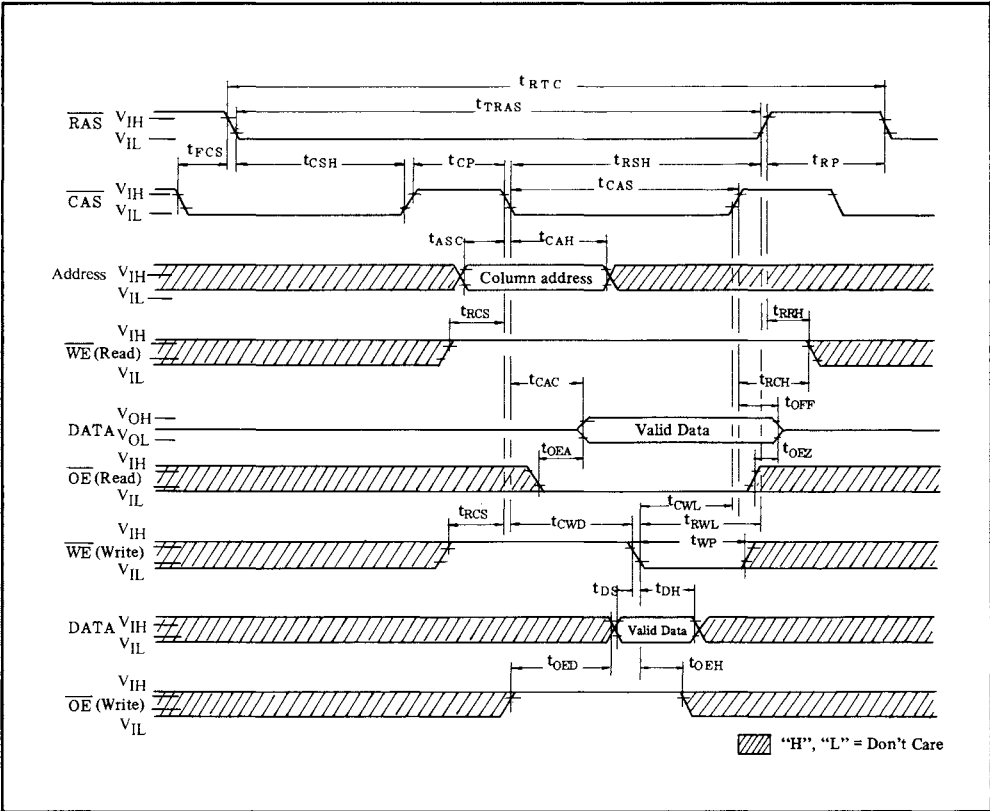 tRTC
tTRAS
RAS VIH
VIL
tFCS tCSH tCP tRSH tRP
tCAS
CAS VIH
VIL
tASC tCAH
Address VIH
VIL
Column address
tRCS tRRH
VIH
WE (Read)
VIL
tCAC tRCH
tOFF
VOH
DATA
VOL
Valid Data
tOEA tOEZ
VIH
OE (Read)
VIL
tCWL
tRCS tCWD tRWL
VIH
WE (Write)
VIL
tWP
tDS tDH
DATA VIH
VIL
Valid Data
tOED tOEH
VIH
OE (Write)
VIL
“H”, “L” = Don't Care